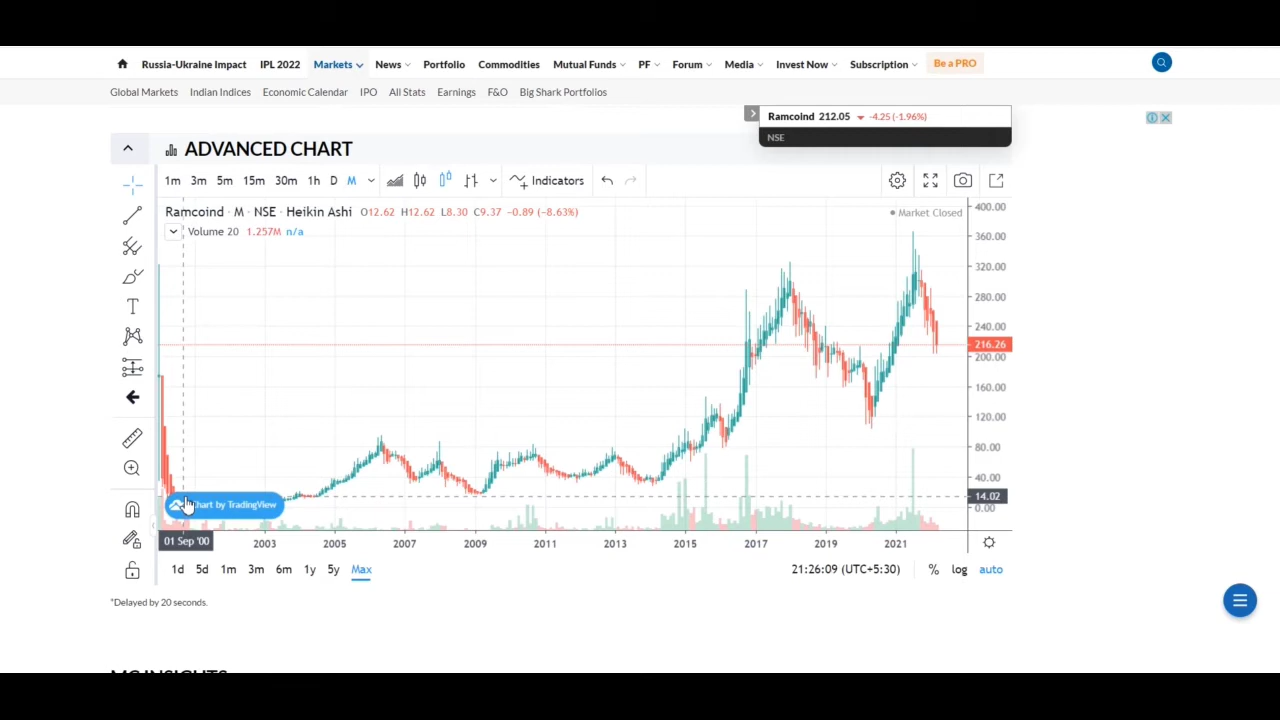 Russia-Ukraine Impact IPL 2022 Markets News Portfolio Commodities Mutual Funds PF Forum Media Invest Now Subscription Be a PRO
Global Markets Indian Indices Economic Calendar IPO All Stats Earnings F&O Big Shark Portfolios
Ramcoind 212.05 -4.25 (-1.96%)
NSE
ADVANCED CHART
1m 3m 5m 15m 30m 1h D M Indicators
Ramcoind · M · NSE · Heikin Ashi O12.62 H12.62 L8.30 C9.37 −0.89 (−8.63%)
Market Closed
Volume 20 1.257M n/a
400.00
360.00
320.00
280.00
240.00
216.26
200.00
160.00
120.00
80.00
40.00
14.02
0.00
Chart by TradingView
01 Sep '00 2003 2005 2007 2009 2011 2013 2015 2017 2019 2021
1d 5d 1m 3m 6m 1y 5y Max 21:26:09 (UTC+5:30) % log auto
*Delayed by 20 seconds.